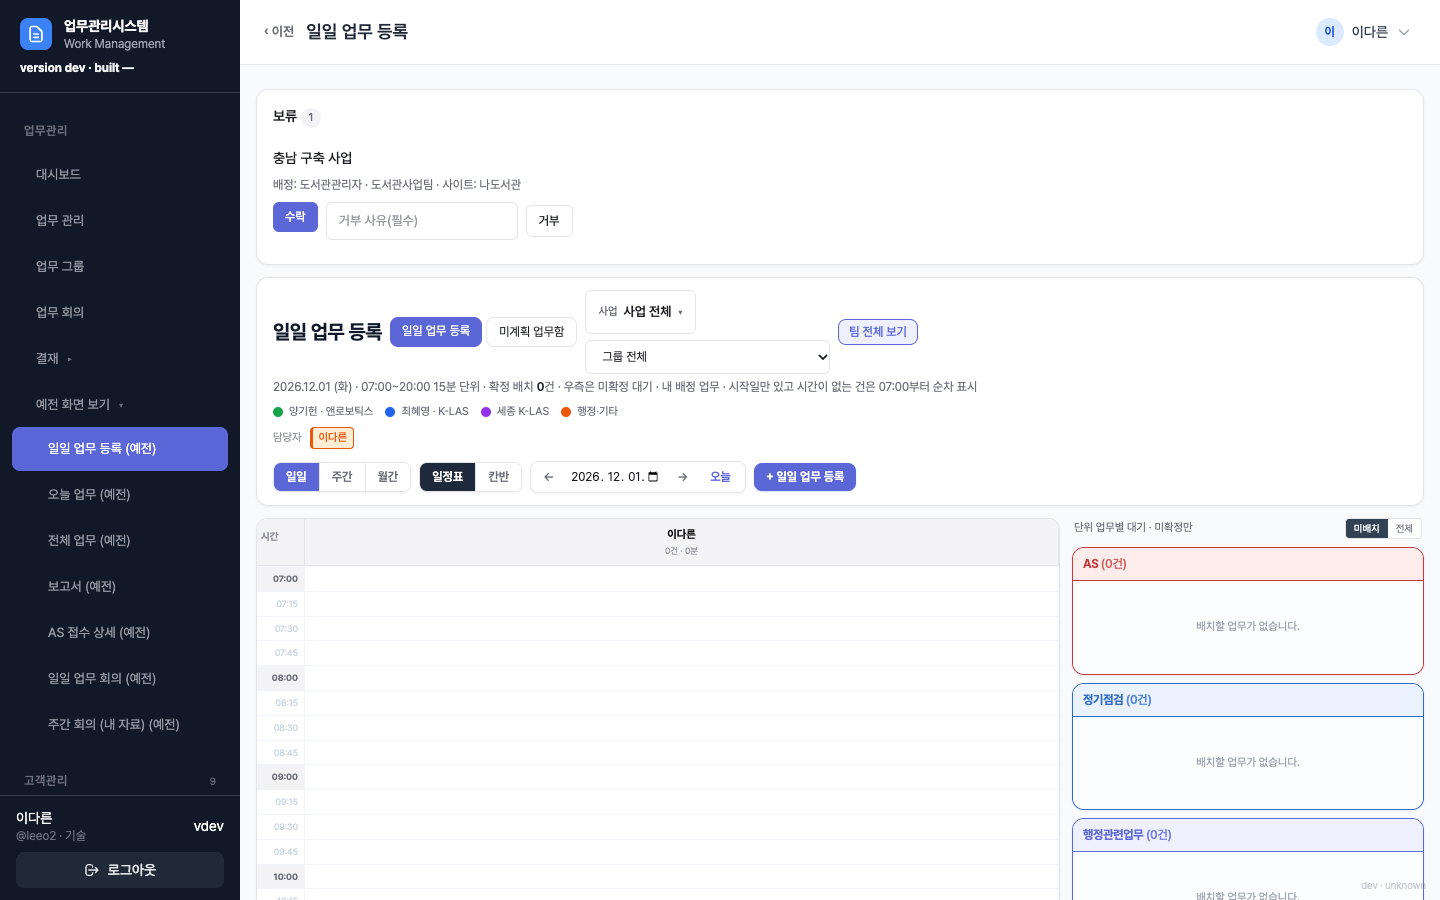 업무관리시스템
Work Management
version dev · built —
업무관리
대시보드
업무 관리
업무 그룹
업무 회의
결재 ▸
예전 화면 보기 ▾
일일 업무 등록 (예전)
오늘 업무 (예전)
전체 업무 (예전)
보고서 (예전)
AS 접수 상세 (예전)
일일 업무 회의 (예전)
주간 회의 (내 자료) (예전)
고객관리 9
이다른
@leeo2 · 기술
vdev
로그아웃
‹ 이전 일일 업무 등록
이 이다른
보류 1
충남 구축 사업
배정: 도서관관리자 · 도서관사업팀 · 사이트: 나도서관
수락 거부 사유(필수) 거부
일일 업무 등록 일일 업무 등록 미계획 업무함
사업 사업 전체 ▾
그룹 전체
팀 전체 보기
2026.12.01 (화) · 07:00~20:00 15분 단위 · 확정 배치 0건 · 우측은 미확정 대기 · 내 배정 업무 · 시작일만 있고 시간이 없는 건은 07:00부터 순차 표시
양기헌 · 앤로보틱스 최혜영 · K-LAS 세종 K-LAS 행정·기타
담당자 이다른
일일 주간 월간 일정표 칸반 ← 2026. 12. 01. → 오늘 + 일일 업무 등록
시간 이다른
0건 · 0분
07:00
07:15
07:30
07:45
08:00
08:15
08:30
08:45
09:00
09:15
09:30
09:45
10:00
10:15
단위 업무별 대기 · 미확정만 미배치 전체
AS (0건)
배치할 업무가 없습니다.
정기점검 (0건)
배치할 업무가 없습니다.
행정관련업무 (0건)
배치할 업무가 없습니다.
dev · unknown